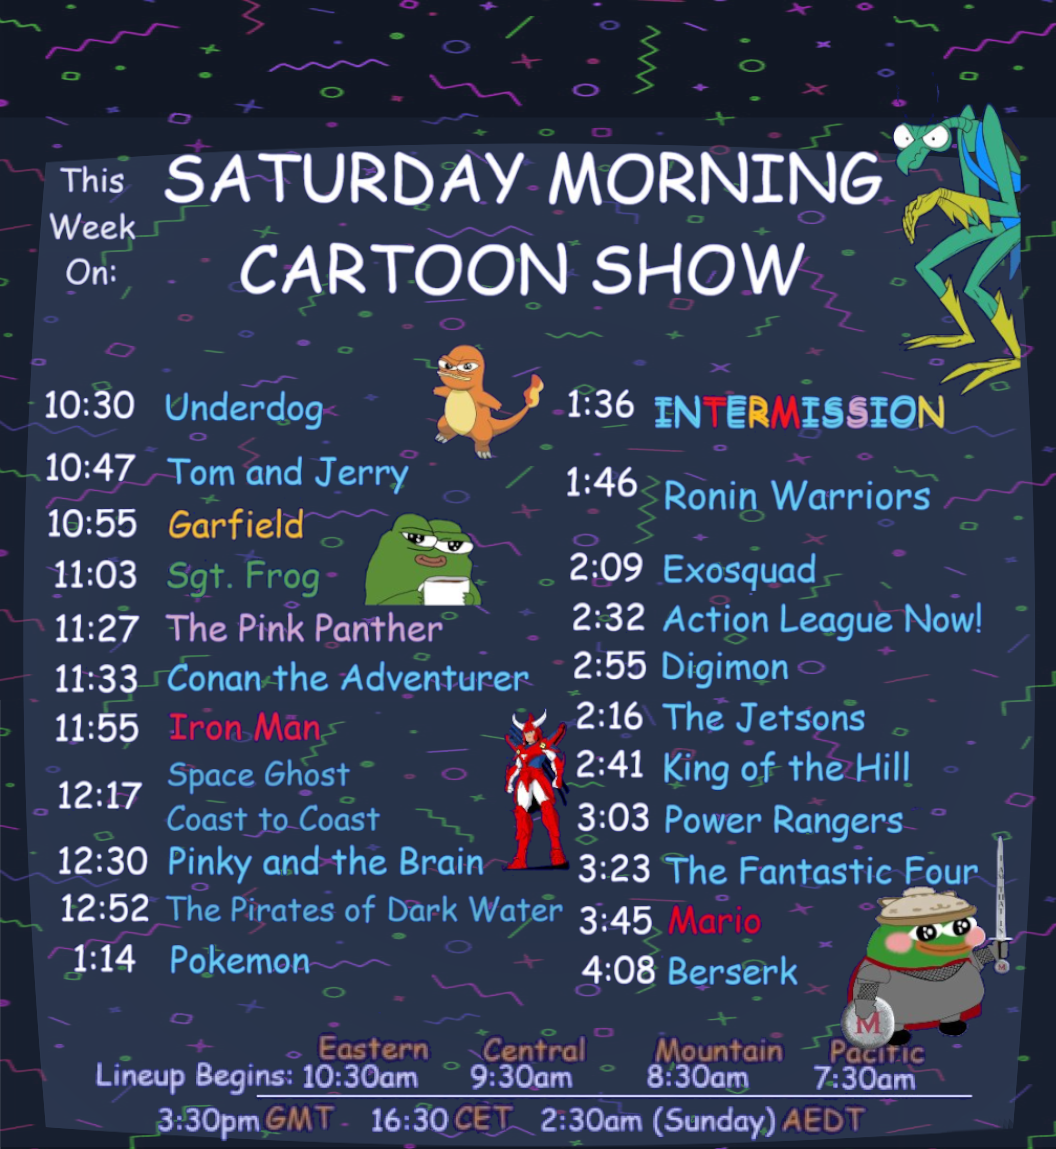 This
Week
On:
SATURDAY MORNING
CARTOON SHOW
10:30 Underdog
10:47 Tom and Jerry
10:55 Garfield
11:03 Sgt. Frog
11:27 The Pink Panther
11:33 Conan the Adventurer
11:55 Iron Man
12:17 Space Ghost
Coast to Coast
12:30 Pinky and the Brain
12:52 The Pirates of Dark Water
1:14 Pokemon
1:36 INTERMISSION
1:46 Ronin Warriors
2:09 Exosquad
2:32 Action League Now!
2:55 Digimon
2:16 The Jetsons
2:41 King of the Hill
3:03 Power Rangers
3:23 The Fantastic Four
3:45 Mario
4:08 Berserk
M
M
Eastern Central Mountain Pacific
Lineup Begins: 10:30am 9:30am 8:30am 7:30am
3:30pm GMT 16:30 CET 2:30am (Sunday) AEDT